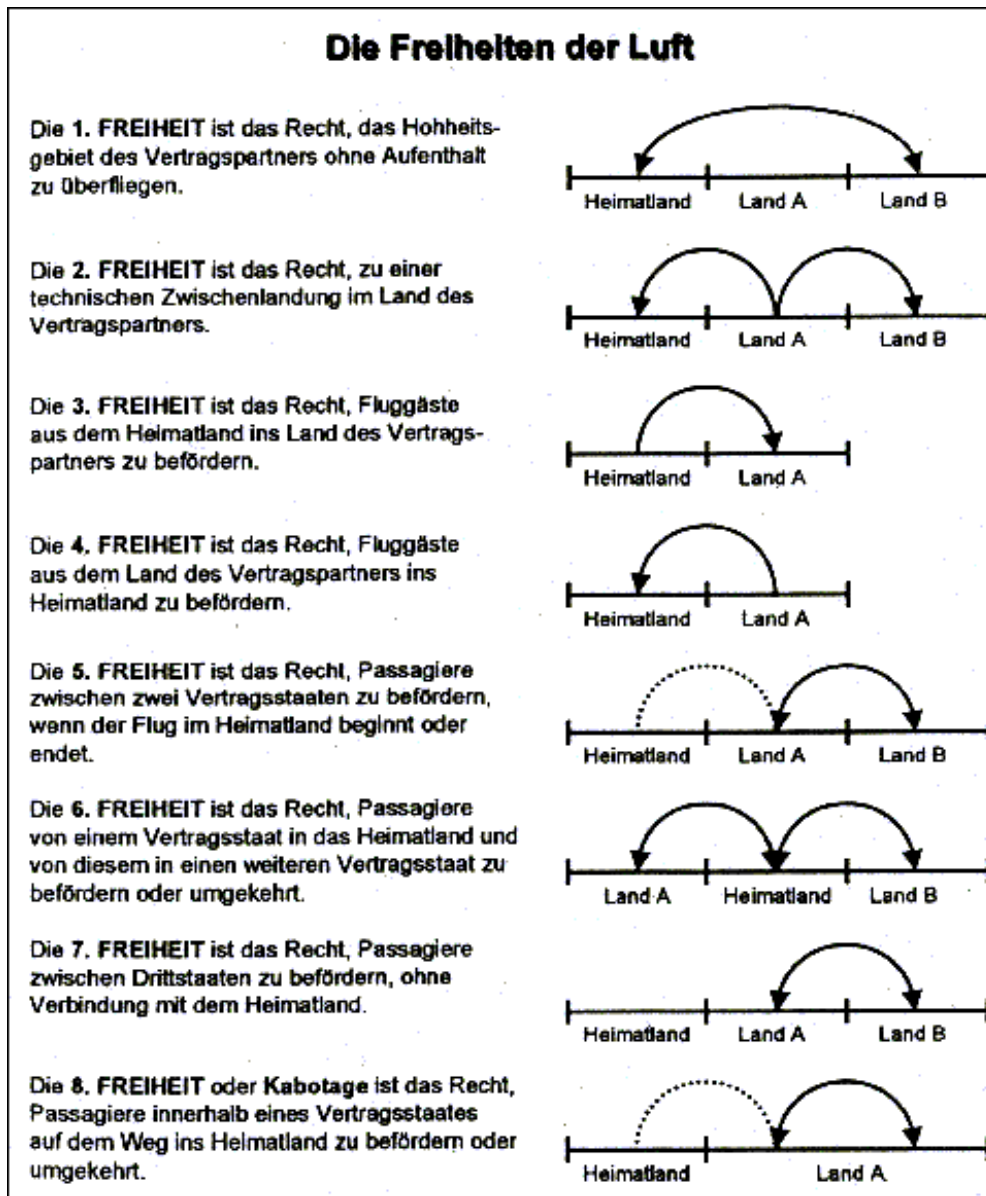 Die Freiheiten der Luft
Die 1. FREIHEIT ist das Recht, das Hohheits-
gebiet des Vertragspartners ohne Aufenthalt
zu überfliegen.
Heimatland Land A Land B
Die 2. FREIHEIT ist das Recht, zu einer
technischen Zwischenlandung im Land des
Vertragspartners.
Heimatland Land A Land B
Die 3. FREIHEIT ist das Recht, Fluggäste
aus dem Heimatland ins Land des Vertrags-
partners zu befördern.
Heimatland Land A
Die 4. FREIHEIT ist das Recht, Fluggäste
aus dem Land des Vertragspartners ins
Heimatland zu befördern.
Heimatland Land A
Die 5. FREIHEIT ist das Recht, Passagiere
zwischen zwei Vertragsstaaten zu befördern,
wenn der Flug im Heimatland beginnt oder
endet.
Heimatland Land A Land B
Die 6. FREIHEIT ist das Recht, Passagiere
von einem Vertragsstaat in das Heimatland und
von diesem in einen weiteren Vertragsstaat zu
befördern oder umgekehrt.
Land A Heimatland Land B
Die 7. FREIHEIT ist das Recht, Passagiere
zwischen Drittstaaten zu befördern, ohne
Verbindung mit dem Heimatland.
Heimatland Land A Land B
Die 8. FREIHEIT oder Kabotage ist das Recht,
Passagiere innerhalb eines Vertragsstaates
auf dem Weg ins Heimatland zu befördern oder
umgekehrt.
Heimatland Land A